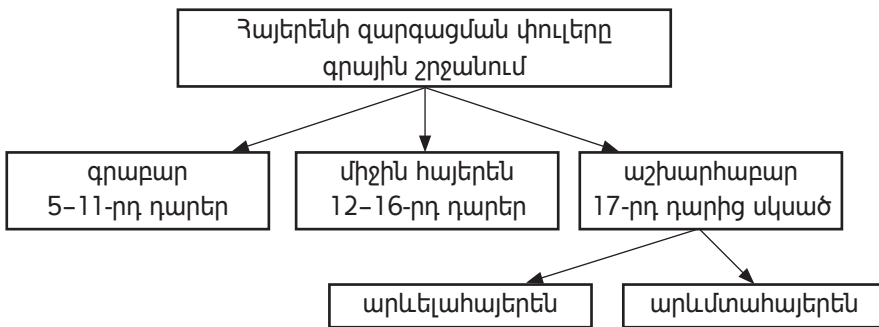 Հայերենի զարգացման փուլերը
գրային շրջանում
գրաբար
5–11-րդ դարեր
միջին հայերեն
12–16-րդ դարեր
աշխարհաբար
17-րդ դարից սկսած
արևելահայերեն
արևմտահայերեն